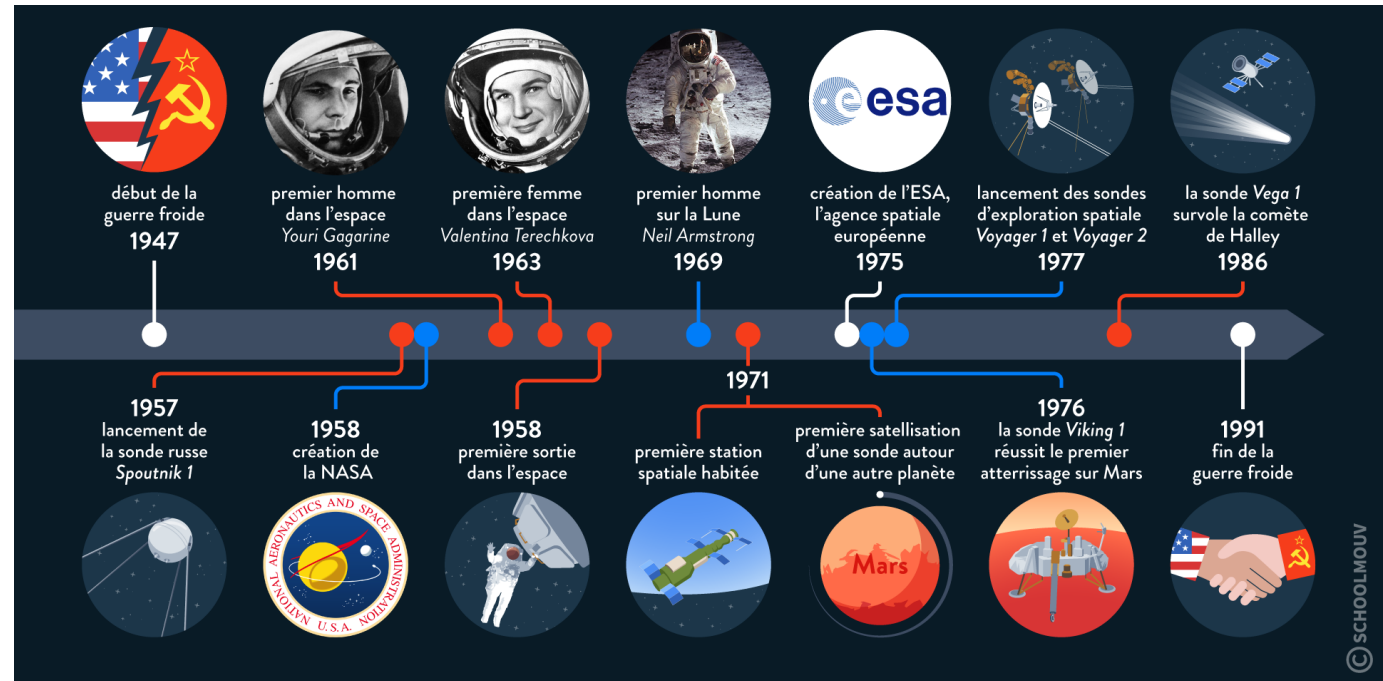 esa
début de la
guerre froide
1947
premier homme
dans l'espace
Youri Gagarine
1961
première femme
dans l'espace
Valentina Terechkova
1963
premier homme
sur la Lune
Neil Armstrong
1969
création de l'ESA,
l'agence spatiale
européenne
1975
lancement des sondes
d'exploration spatiale
Voyager 1 et Voyager 2
1977
la sonde Vega 1
survole la comète
de Halley
1986
1957
lancement de
la sonde russe
Spoutnik 1
1958
création de
la NASA
1958
première sortie
dans l'espace
1971
première station
spatiale habitée
première satellisation
d'une sonde autour
d'une autre planète
1976
la sonde Viking 1
réussit le premier
atterrissage sur Mars
1991
fin de la
guerre froide
NATIONAL AERONAUTICS AND SPACE ADMINISTRATION
U.S.A.
Mars
© SCHOOLMOUV